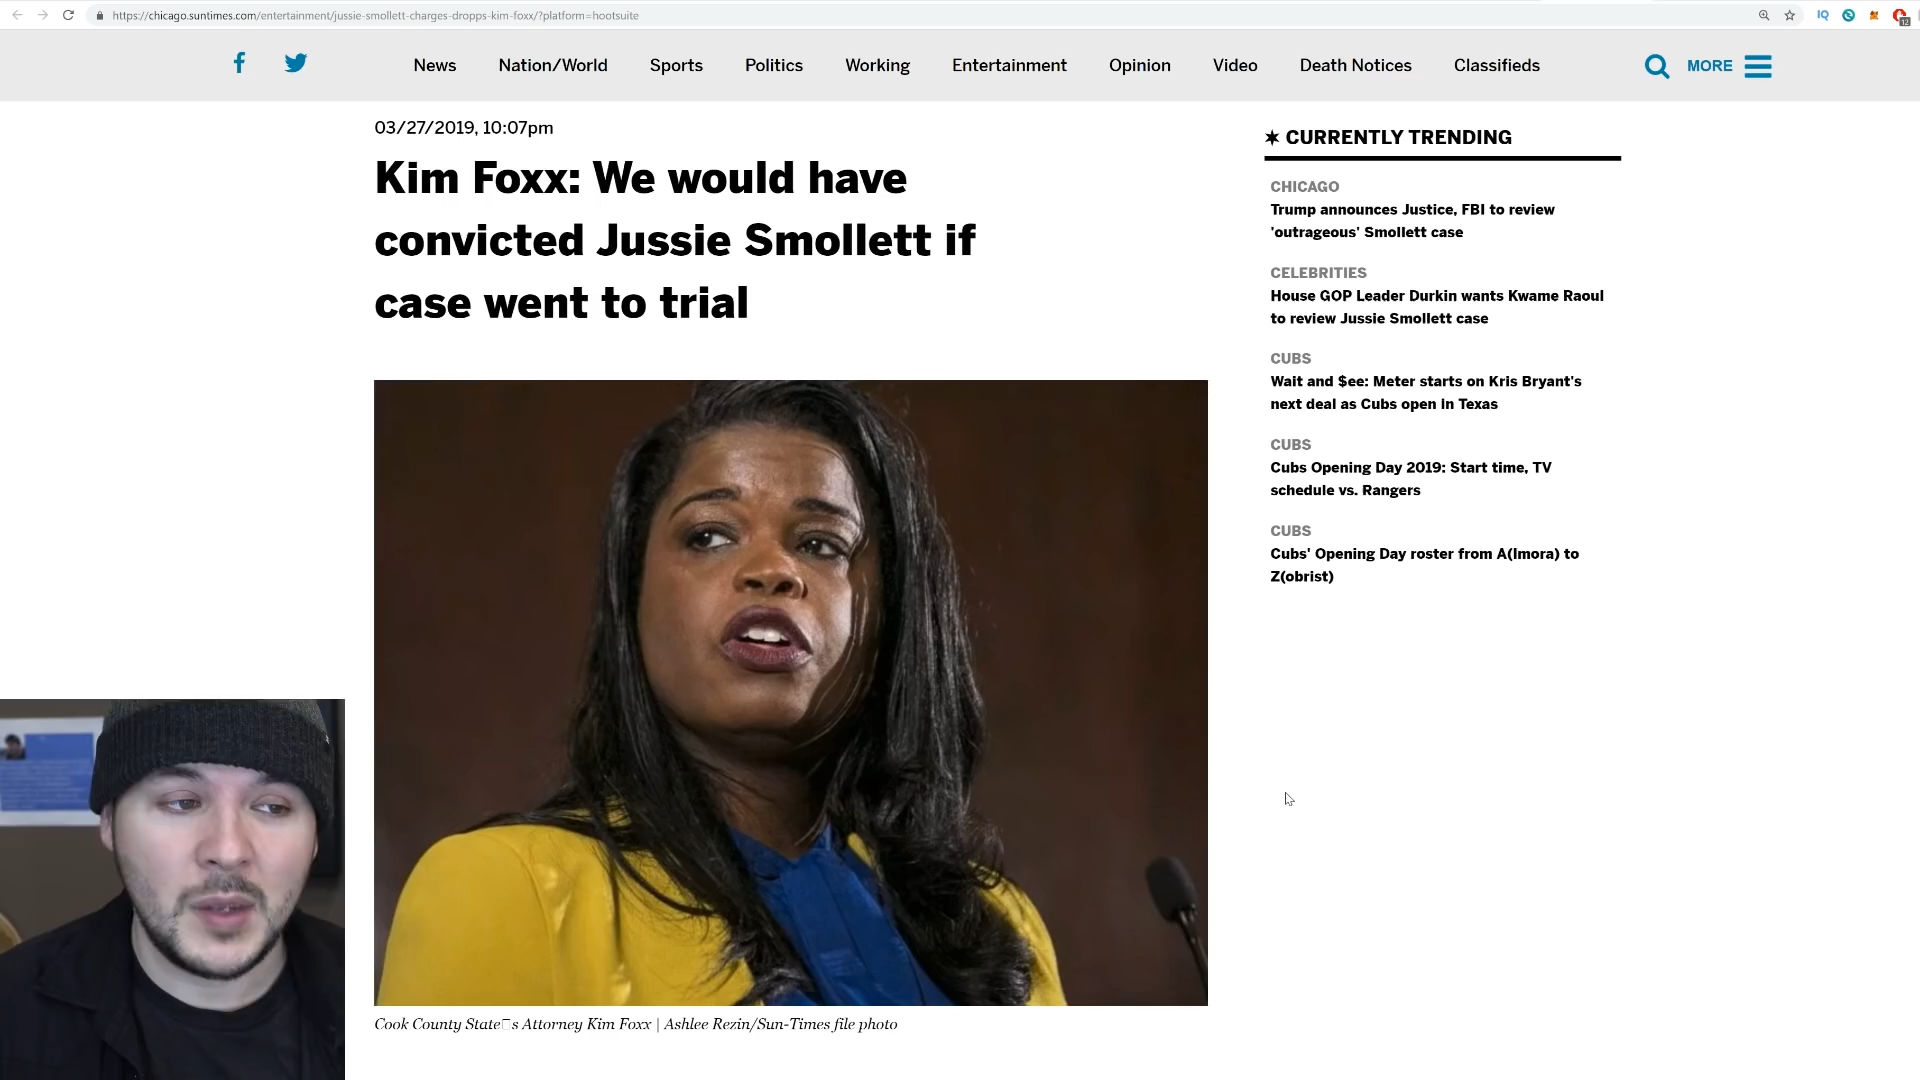 https://chicago.suntimes.com/entertainment/jussie-smollett-charges-dropps-kim-foxx/?platform=hootsuite
IQ
12
News Nation/World Sports Politics Working Entertainment Opinion Video Death Notices Classifieds MORE
03/27/2019, 10:07pm
Kim Foxx: We would have
convicted Jussie Smollett if
case went to trial
Cook County State□s Attorney Kim Foxx | Ashlee Rezin/Sun-Times file photo
✶ CURRENTLY TRENDING
CHICAGO
Trump announces Justice, FBI to review
'outrageous' Smollett case
CELEBRITIES
House GOP Leader Durkin wants Kwame Raoul
to review Jussie Smollett case
CUBS
Wait and $ee: Meter starts on Kris Bryant's
next deal as Cubs open in Texas
CUBS
Cubs Opening Day 2019: Start time, TV
schedule vs. Rangers
CUBS
Cubs' Opening Day roster from A(lmora) to
Z(obrist)